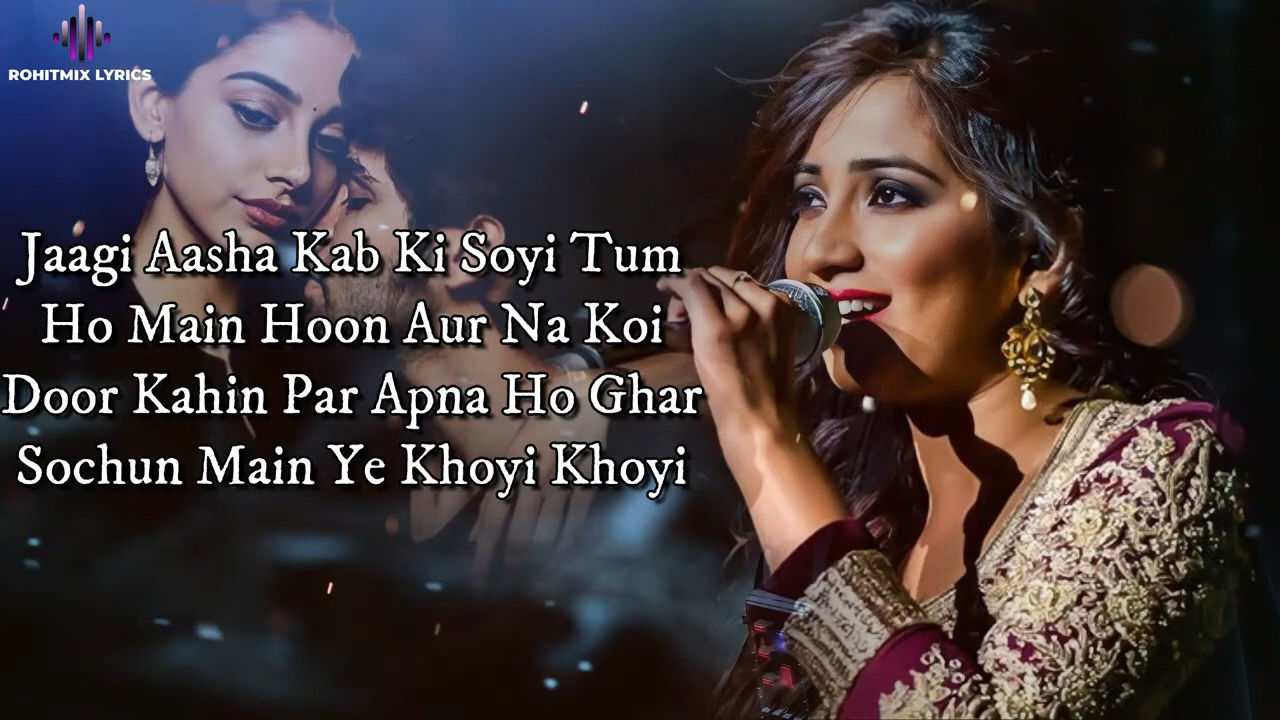 ROHITMIX LYRICS
Jaagi Aasha Kab Ki Soyi Tum
Ho Main Hoon Aur Na Koi
Door Kahin Par Apna Ho Ghar
Sochun Main Ye Khoyi Khoyi